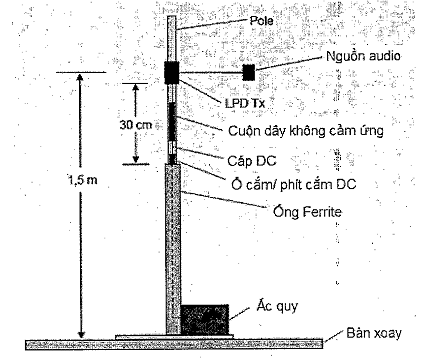 Pole
Nguồn audio
LPD Tx
30 cm
Cuộn dây không cảm ứng
Cáp DC
1,5 m
Ổ cắm/ phít cắm DC
Ống Ferrite
Ắc quy
Bàn xoay